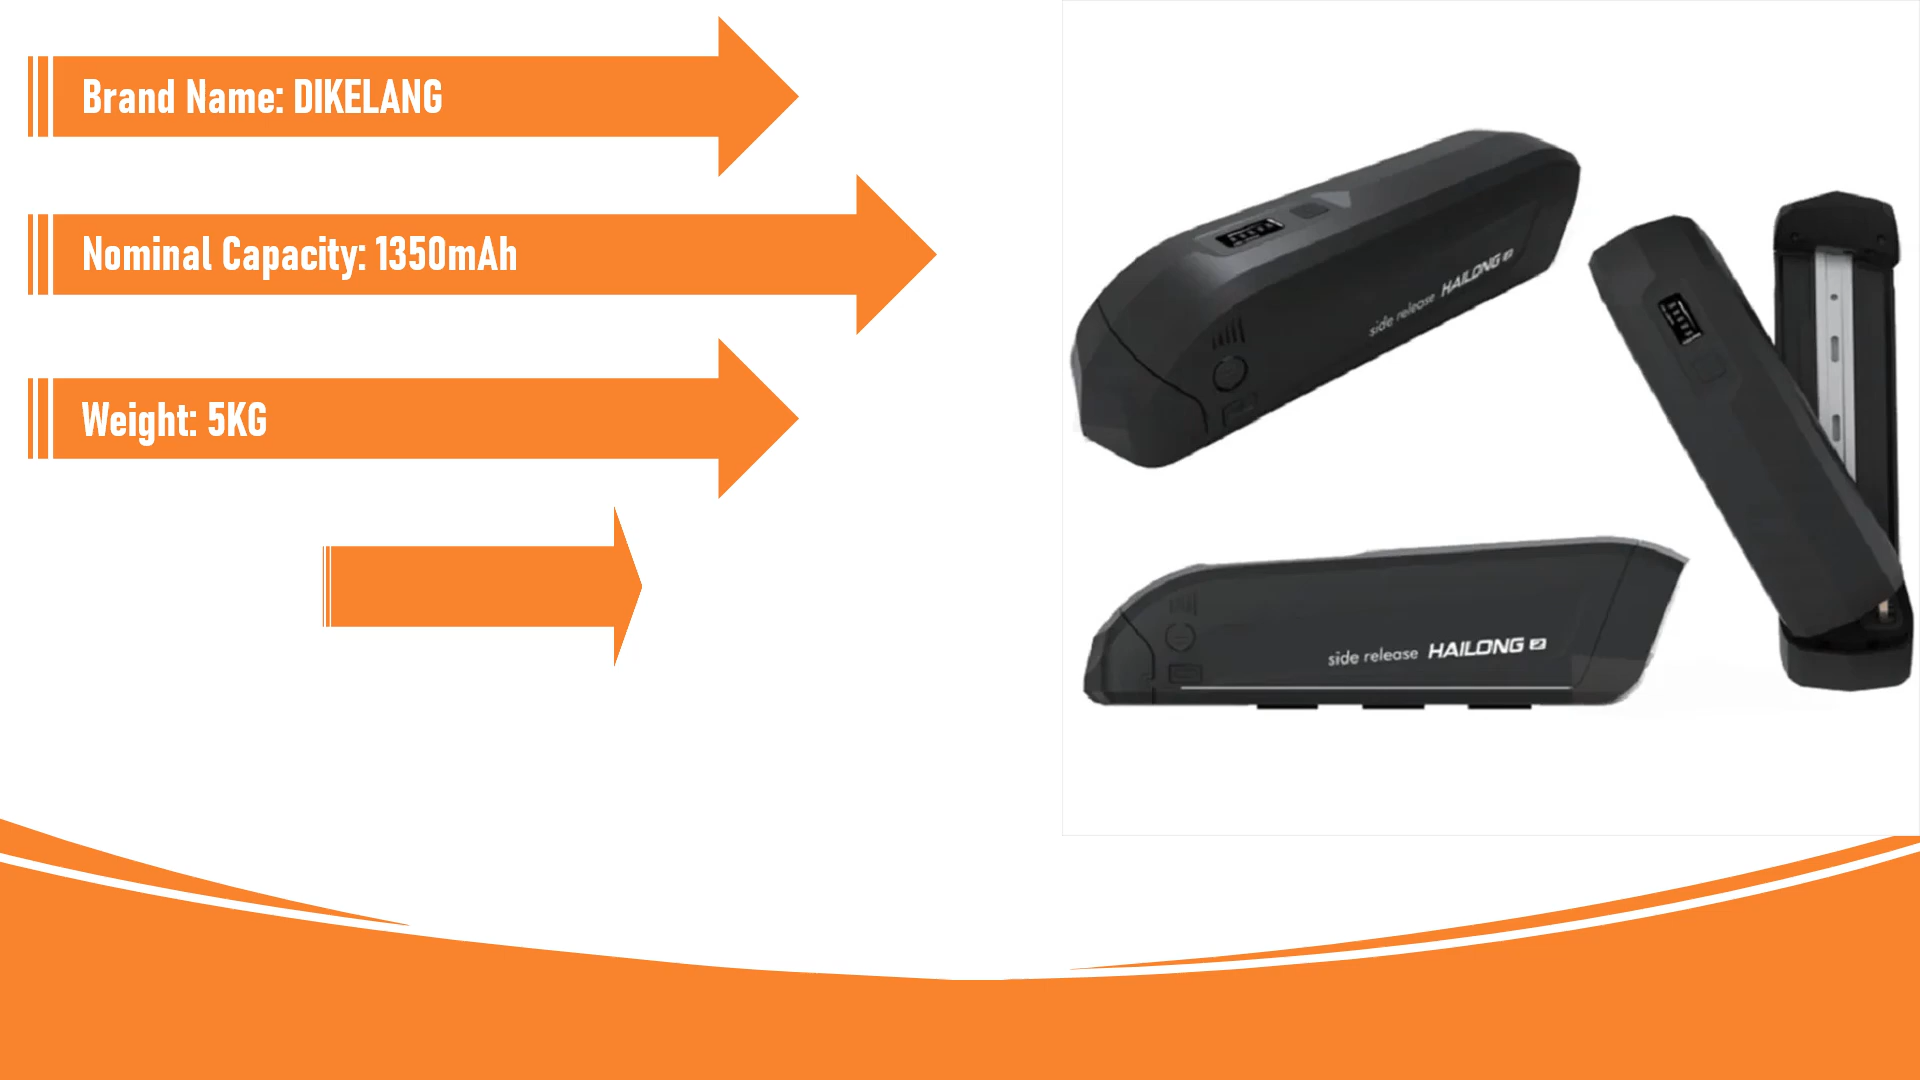 Brand Name: DIKELANG
Nominal Capacity: 1350mAh
Weight: 5KG
side release HAILONG
side release HAILONG